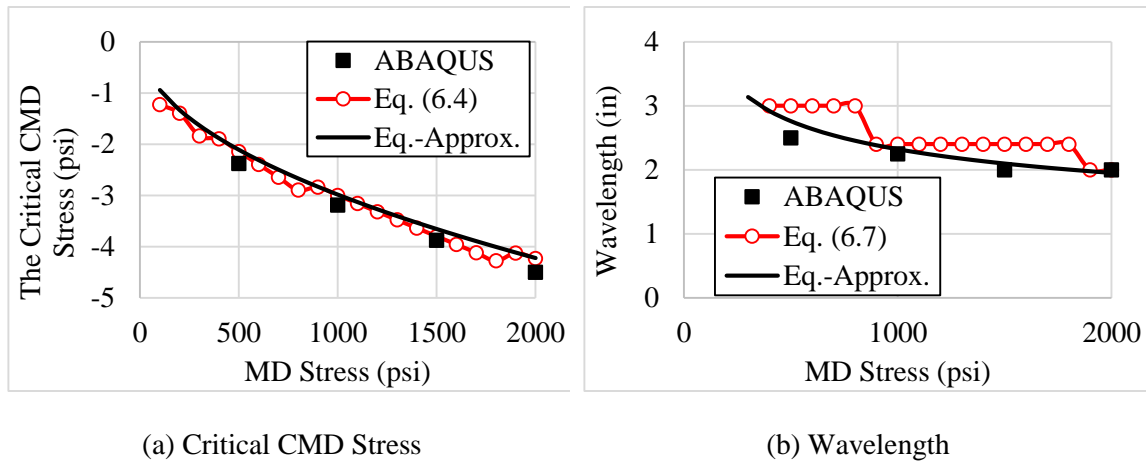 The Critical CMD
Stress (psi)
0
-1
-2
-3
-4
-5
ABAQUS
Eq. (6.4)
Eq.-Approx.
0 500 1000 1500 2000
MD Stress (psi)
(a) Critical CMD Stress
Wavelength (in)
4
3
2
1
0
ABAQUS
Eq. (6.7)
Eq.-Approx.
0 1000 2000
MD Stress (psi)
(b) Wavelength